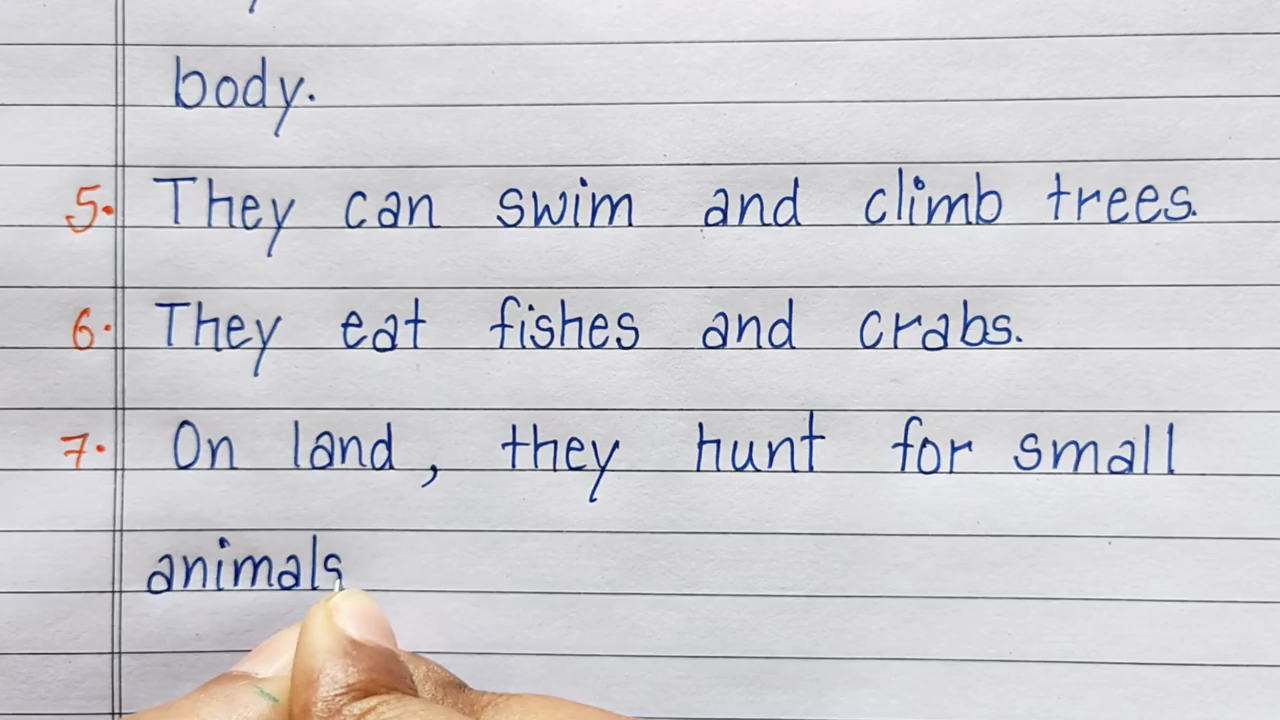 body.
5. They can swim and climb trees.
6. They eat fishes and crabs.
7. On land, they hunt for small
animals